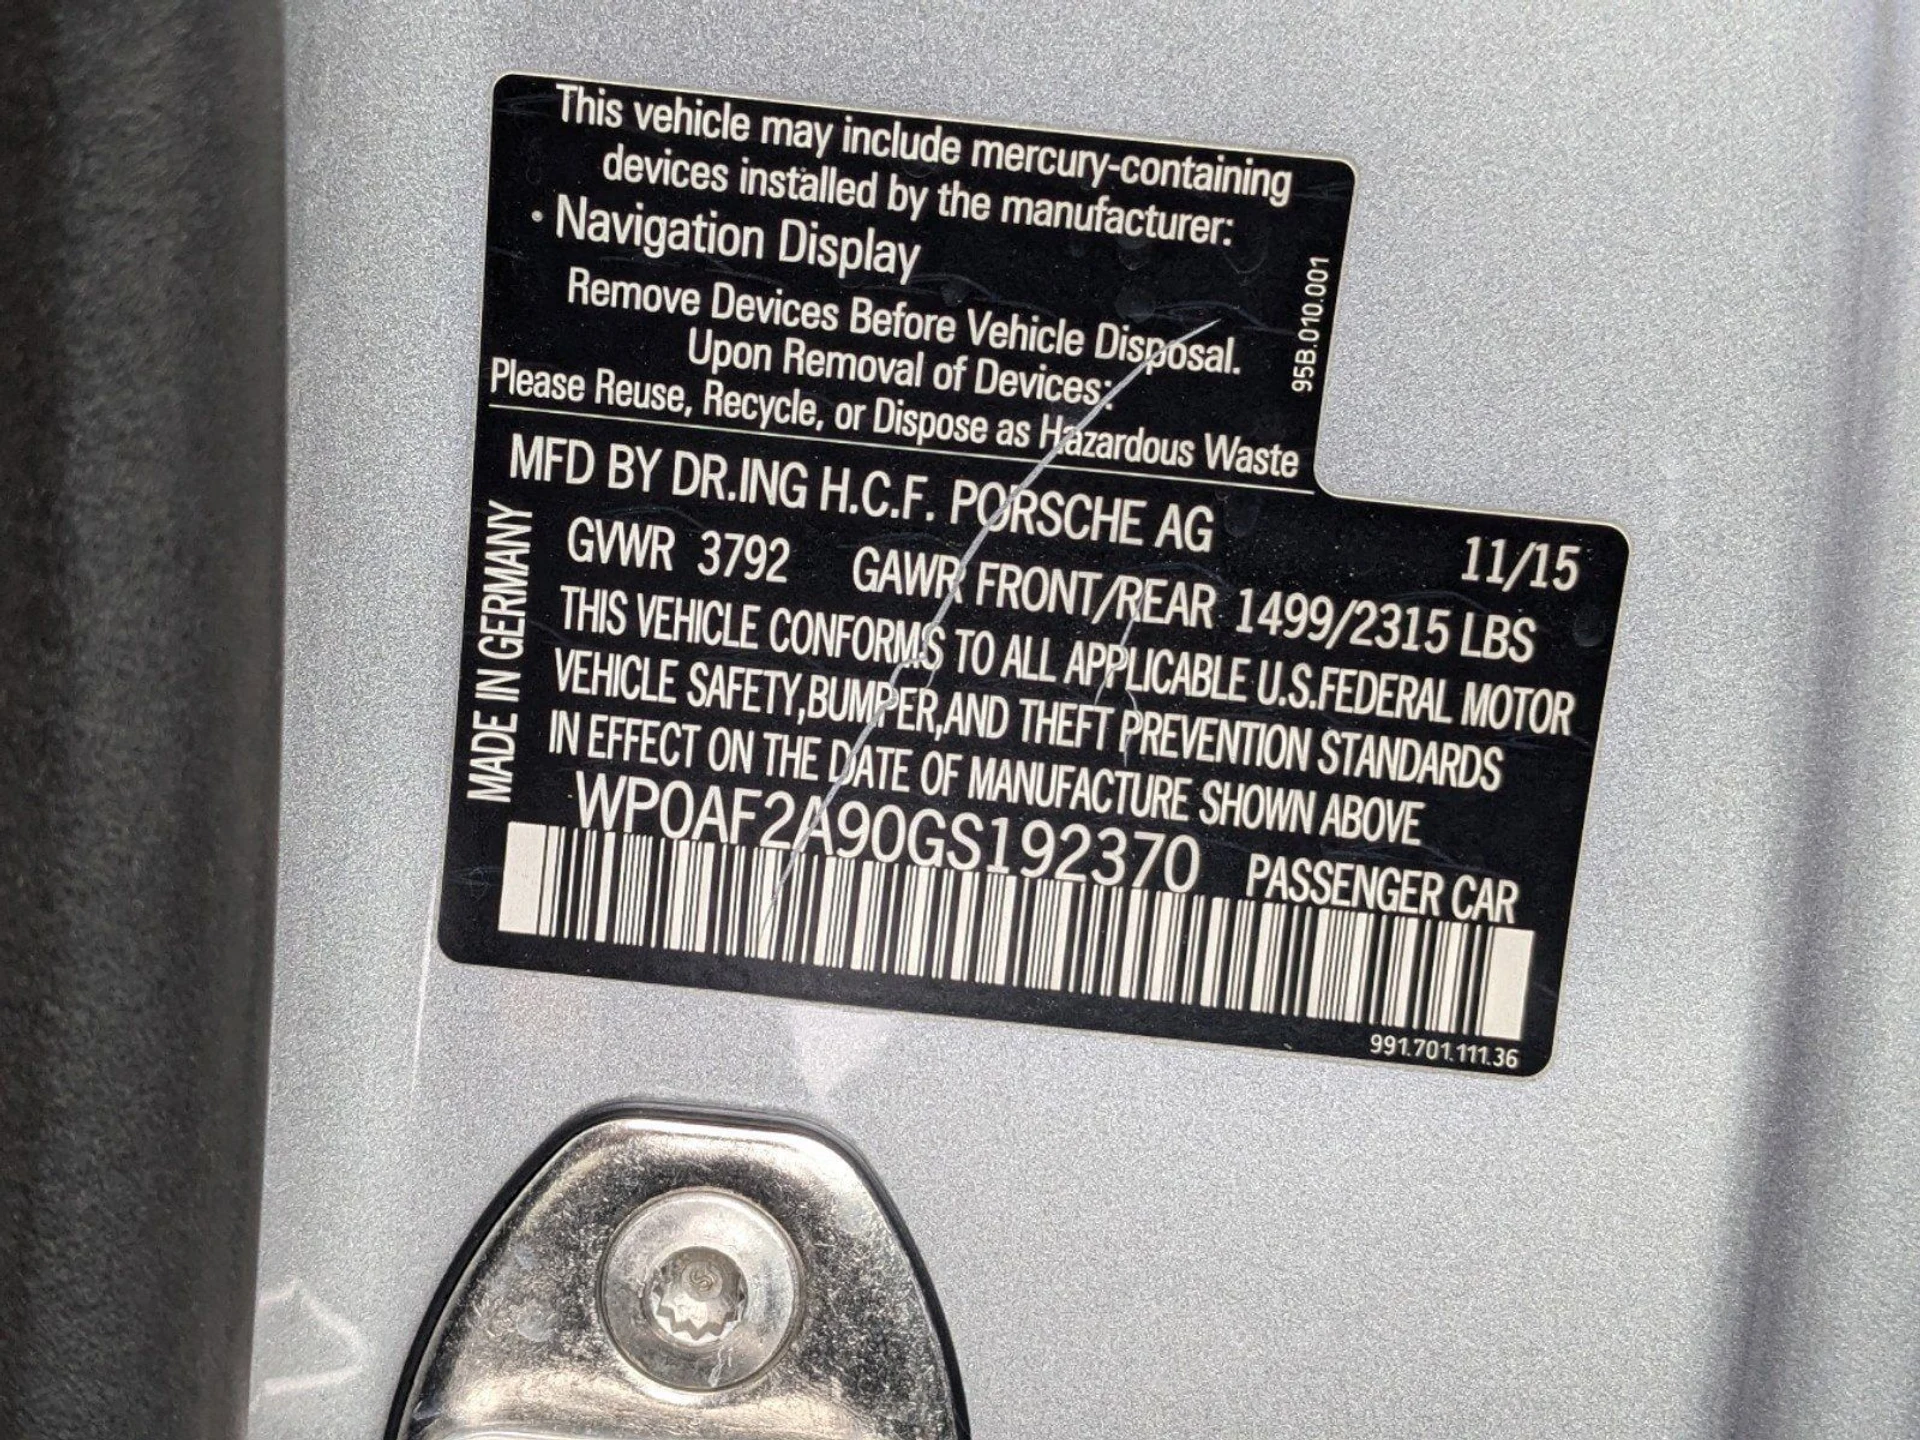 This vehicle may include mercury-containing
devices installed by the manufacturer:
· Navigation Display
Remove Devices Before Vehicle Disposal.
Upon Removal of Devices:
Please Reuse, Recycle, or Dispose as Hazardous Waste
95B.010.001
MFD BY DR.ING H.C.F. PORSCHE AG 11/15
GVWR 3792 GAWR FRONT/REAR 1499/2315 LBS
THIS VEHICLE CONFORMS TO ALL APPLICABLE U.S.FEDERAL MOTOR
VEHICLE SAFETY,BUMPER,AND THEFT PREVENTION STANDARDS
IN EFFECT ON THE DATE OF MANUFACTURE SHOWN ABOVE
WP0AF2A90GS192370 PASSENGER CAR
MADE IN GERMANY
991.701.111.36